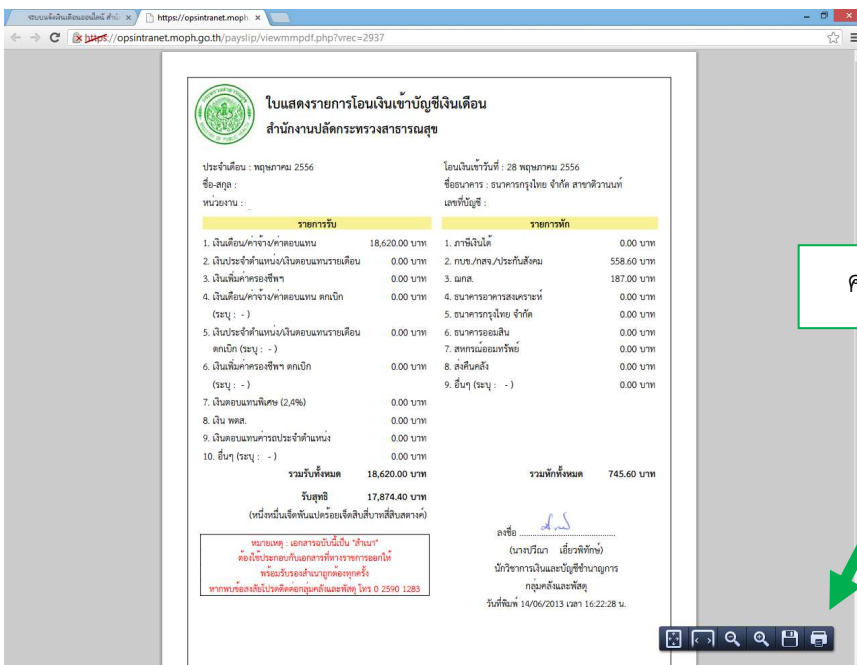 ระบบแจ้งเงินเดือนออนไลน์ สำนั
https://opsintranet.moph.
https://opsintranet.moph.go.th/payslip/viewmmpdf.php?vrec=2937
ใบแสดงรายการโอนเงินเข้าบัญชีเงินเดือน
สำนักงานปลัดกระทรวงสาธารณสุข
ประจำเดือน : พฤษภาคม 2556 โอนเงินเข้าวันที่ : 28 พฤษภาคม 2556
ชื่อ-สกุล : ชื่อธนาคาร : ธนาคารกรุงไทย จำกัด สาขาติวานนท์
หน่วยงาน : เลขที่บัญชี :
รายการรับ รายการหัก
1. เงินเดือน/ค่าจ้าง/ค่าตอบแทน 18,620.00 บาท 1. ภาษีเงินได้ 0.00 บาท
2. เงินประจำตำแหน่ง/เงินตอบแทนรายเดือน 0.00 บาท 2. กบข./กสจ./ประกันสังคม 558.60 บาท
3. เงินเพิ่มค่าครองชีพฯ 0.00 บาท 3. ฌกส. 187.00 บาท
4. เงินเดือน/ค่าจ้าง/ค่าตอบแทน ตกเบิก 0.00 บาท 4. ธนาคารอาคารสงเคราะห์ 0.00 บาท
(ระบุ : - ) 5. ธนาคารกรุงไทย จำกัด 0.00 บาท
5. เงินประจำตำแหน่ง/เงินตอบแทนรายเดือน 0.00 บาท 6. ธนาคารออมสิน 0.00 บาท
ตกเบิก (ระบุ : - ) 7. สหกรณ์ออมทรัพย์ 0.00 บาท
6. เงินเพิ่มค่าครองชีพฯ ตกเบิก 0.00 บาท 8. ส่งคืนคลัง 0.00 บาท
(ระบุ : - ) 9. อื่นๆ (ระบุ : - ) 0.00 บาท
7. เงินตอบแทนพิเศษ (2,4%) 0.00 บาท
8. เงิน พตส. 0.00 บาท
9. เงินตอบแทนค่ารถประจำตำแหน่ง 0.00 บาท
10. อื่นๆ (ระบุ : - ) 0.00 บาท
รวมรับทั้งหมด 18,620.00 บาท รวมหักทั้งหมด 745.60 บาท
รับสุทธิ 17,874.40 บาท
(หนึ่งหมื่นเจ็ดพันแปดร้อยเจ็ดสิบสี่บาทสี่สิบสตางค์)
ลงชื่อ
หมายเหตุ : เอกสารฉบับนี้เป็น "สำเนา"
ต้องใช้ประกอบกับเอกสารที่ทางราชการออกให้
พร้อมรับรองสำเนาถูกต้องทุกครั้ง
หากพบข้อสงสัยโปรดติดต่อกลุ่มคลังและพัสดุ โทร 0 2590 1283
(นางปวีณา เอี่ยวพิทักษ์)
นักวิชาการเงินและบัญชีชำนาญการ
กลุ่มคลังและพัสดุ
วันที่พิมพ์ 14/06/2013 เวลา 16:22:28 น.